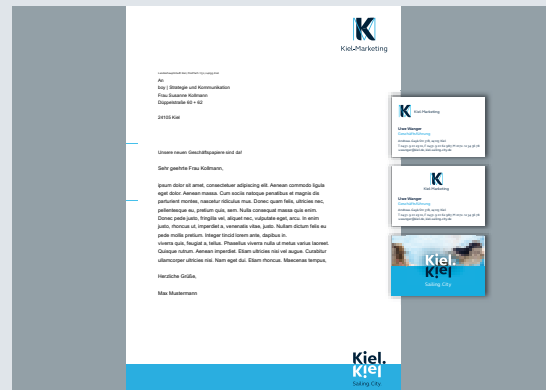 Kiel-Marketing
An
boy | Strategie und Kommunikation
Frau Susanne Kollmann
Doppelstraße 60 + 62
24105 Kiel
Unsere neuen Geschäftspapiere sind da!
Sehr geehrte Frau Kollmann,
ipsum dolor sit amet, consectetuer adipiscing elit. Aenean commodo ligula
eget dolor. Aenean massa. Cum sociis natoque penatibus et magnis dis
parturient montes, nascetur ridiculus mus. Donec quam felis, ultricies nec,
pellentesque eu, pretium quis, sem. Nulla consequat massa quis enim.
Donec pede justo, fringilla vel, aliquet nec, vulputate eget, arcu. In enim
justo, rhoncus ut, imperdiet a, venenatis vitae, justo. Nullam dictum felis eu
pede mollis pretium. Integer tincid lorem ante, dapibus in.
viverra quis, feugiat a, tellus. Phasellus viverra nulla ut metus varius laoreet.
Quisque rutrum. Aenean imperdiet. Etiam ultricies nisi vel augue. Curabitur
ullamcorper ultricies nisi. Nam eget dui. Etiam rhoncus. Maecenas tempus,
Herzliche Grüße,
Max Mustermann
Kiel.
Kiel
Sailing City
Kiel-Marketing
Uwe Wanger
Geschäftsführung
Kiel-Marketing
Uwe Wanger
Geschäftsführung
Kiel.
Kiel
Sailing City